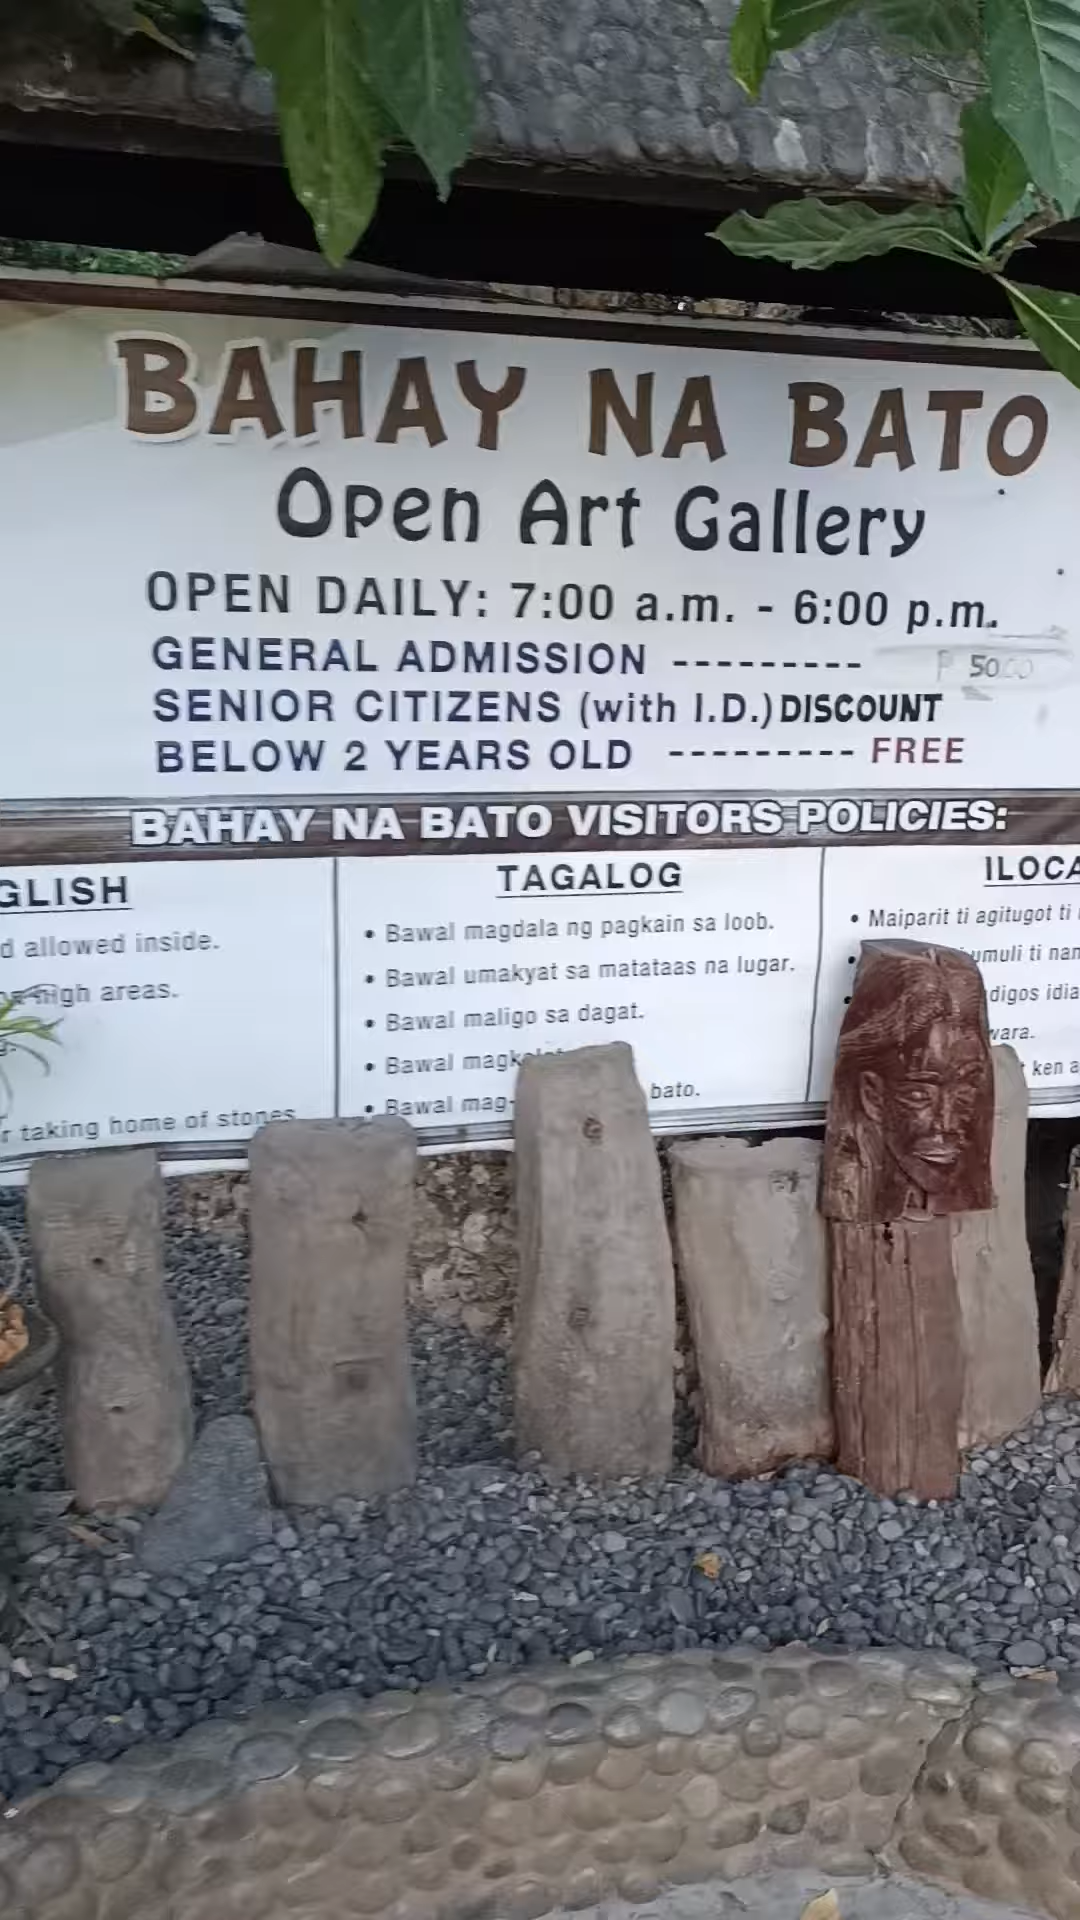 BAHAY NA BATO
Open Art Gallery
OPEN DAILY: 7:00 a.m. - 6:00 p.m.
GENERAL ADMISSION --------- P 50.00
SENIOR CITIZENS (with I.D.) DISCOUNT
BELOW 2 YEARS OLD --------- FREE
BAHAY NA BATO VISITORS POLICIES:
GLISH
d allowed inside.
high areas.
r taking home of stones
TAGALOG
• Bawal magdala ng pagkain sa loob.
• Bawal umakyat sa matataas na lugar.
• Bawal maligo sa dagat.
• Bawal
• Bawal mag- bato.
ILOCA
• Maiparit ti agitugot ti
umuli ti nan
digos idia
wara.
ken a